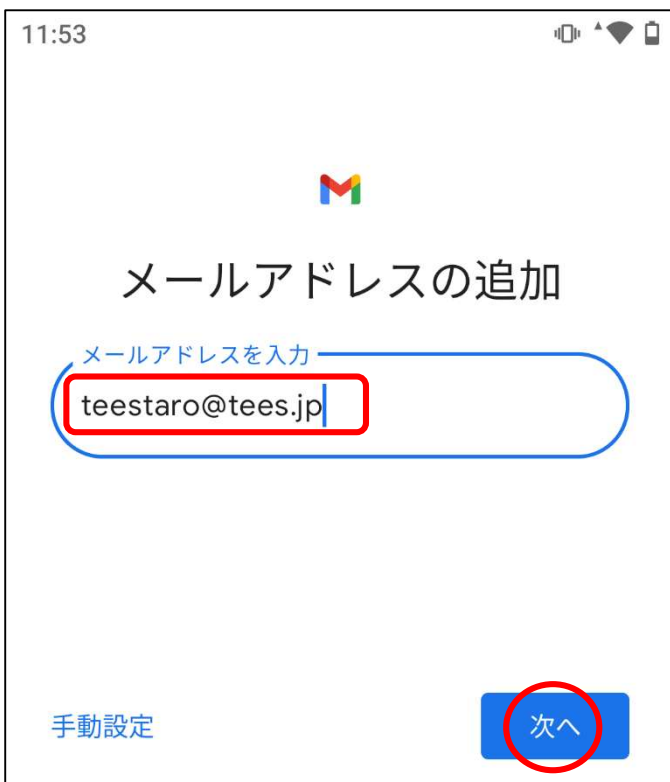 11:53
メールアドレスの追加
メールアドレスを入力
teestaro@tees.jp
手動設定
次へ